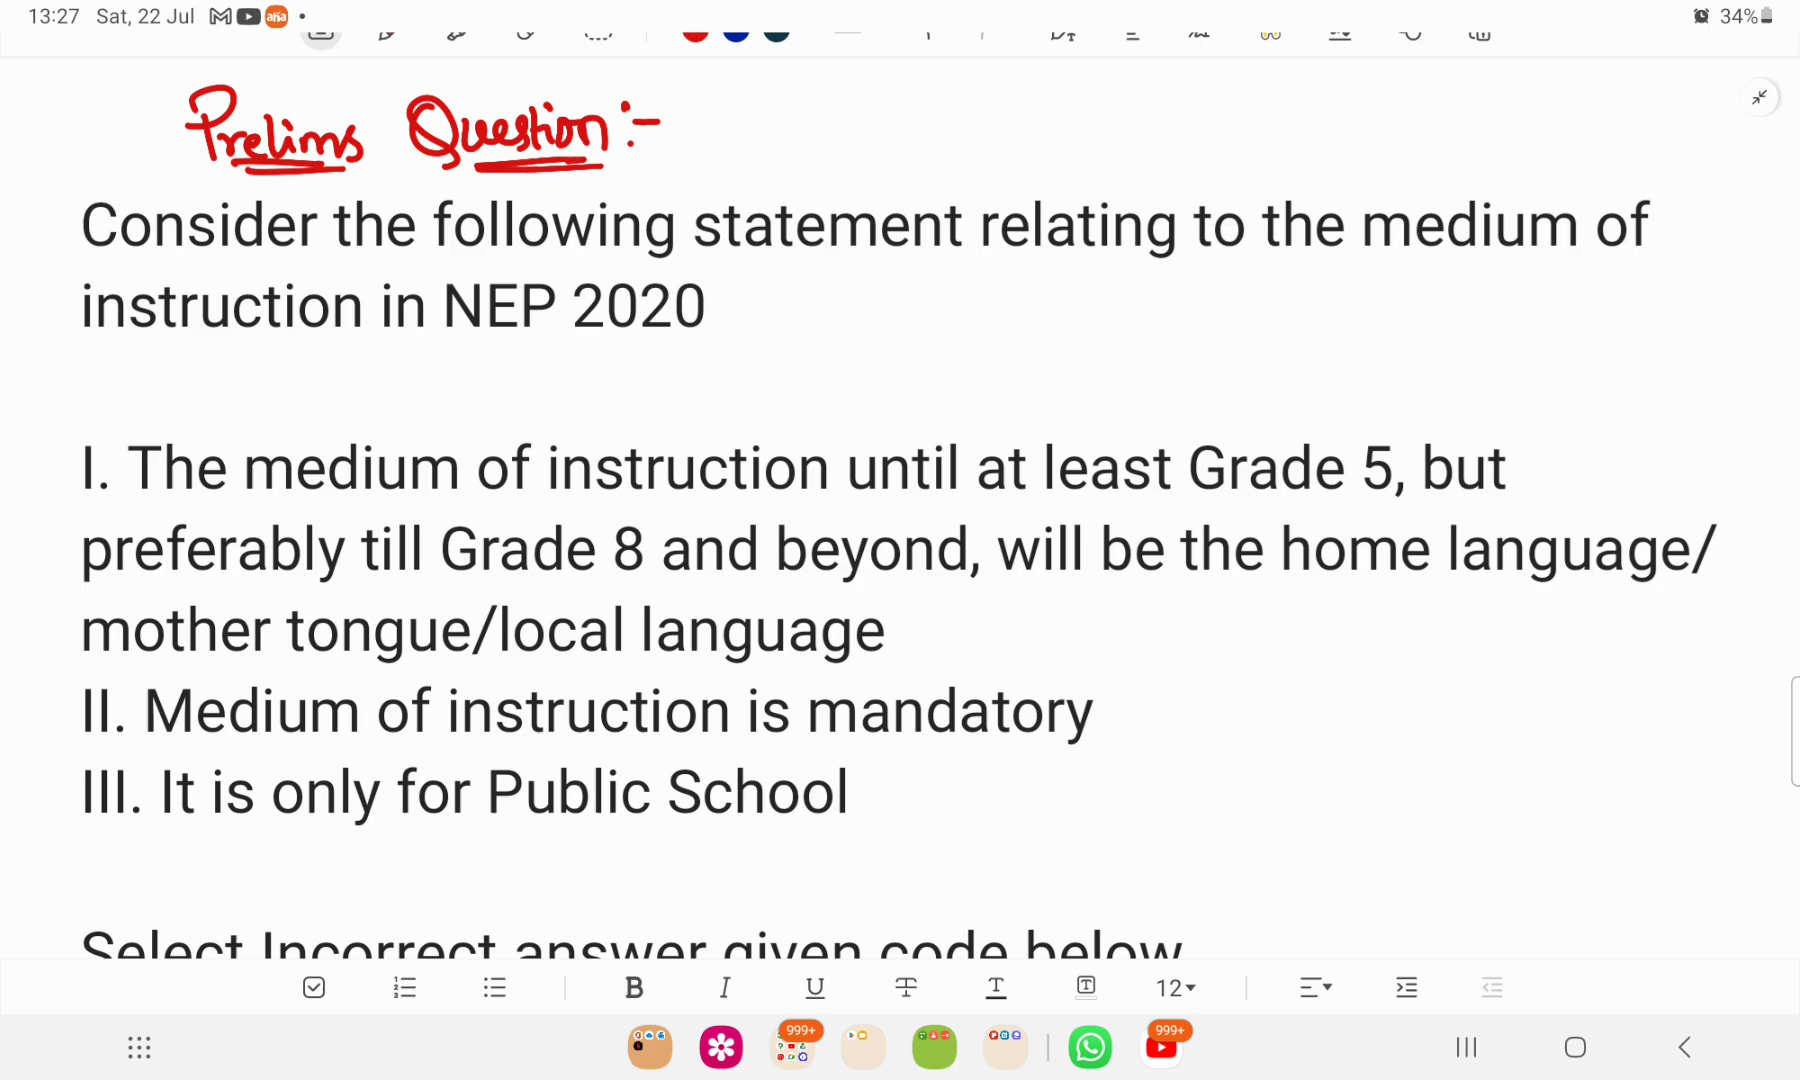 13:27 Sat, 22 Jul aha 34%
Prelims Question :-
Consider the following statement relating to the medium of
instruction in NEP 2020
I. The medium of instruction until at least Grade 5, but
preferably till Grade 8 and beyond, will be the home language/
mother tongue/local language
II. Medium of instruction is mandatory
III. It is only for Public School
Select Incorrect answer given code below
B I U T T T 12
999+ 999+